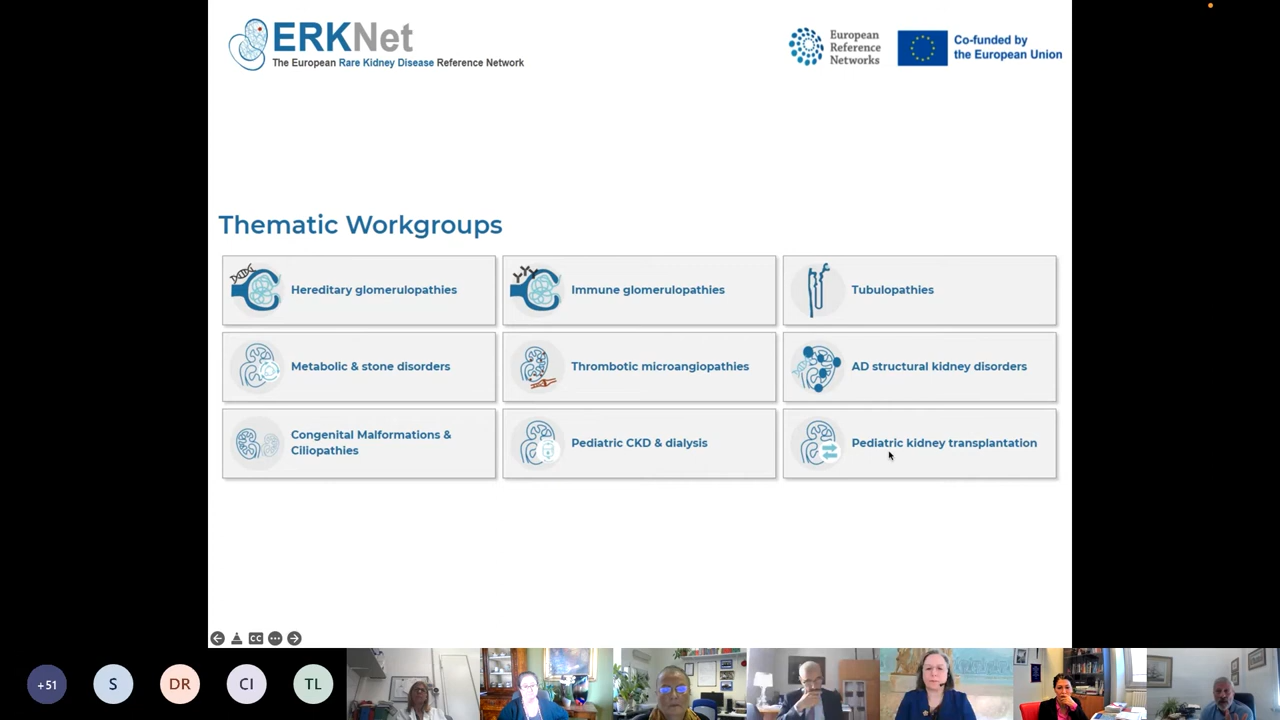 ERKNet
The European Rare Kidney Disease Reference Network
European
Reference
Networks
Co-funded by
the European Union
Thematic Workgroups
Hereditary glomerulopathies
Immune glomerulopathies
Tubulopathies
Metabolic & stone disorders
Thrombotic microangiopathies
AD structural kidney disorders
Congenital Malformations &
Ciliopathies
Pediatric CKD & dialysis
Pediatric kidney transplantation
CC
+51
S
DR
CI
TL